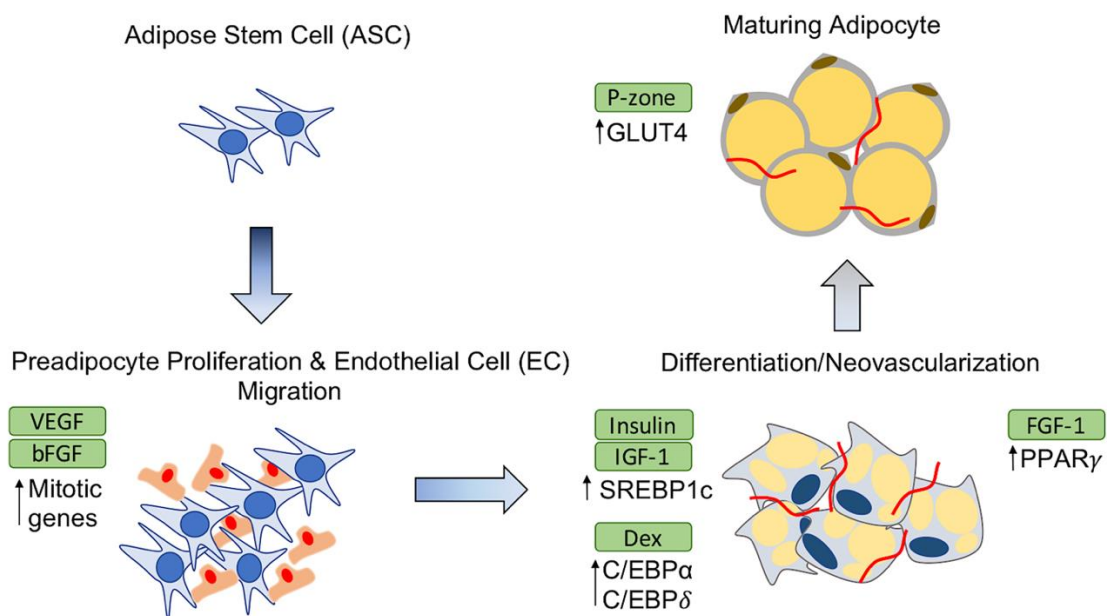 Adipose Stem Cell (ASC)
Maturing Adipocyte
P-zone
↑GLUT4
Preadipocyte Proliferation & Endothelial Cell (EC)
Migration
VEGF
bFGF
↑Mitotic
genes
Differentiation/Neovascularization
Insulin
IGF-1
↑SREBP1c
Dex
↑C/EBPα
C/EBPδ
FGF-1
↑PPARγ